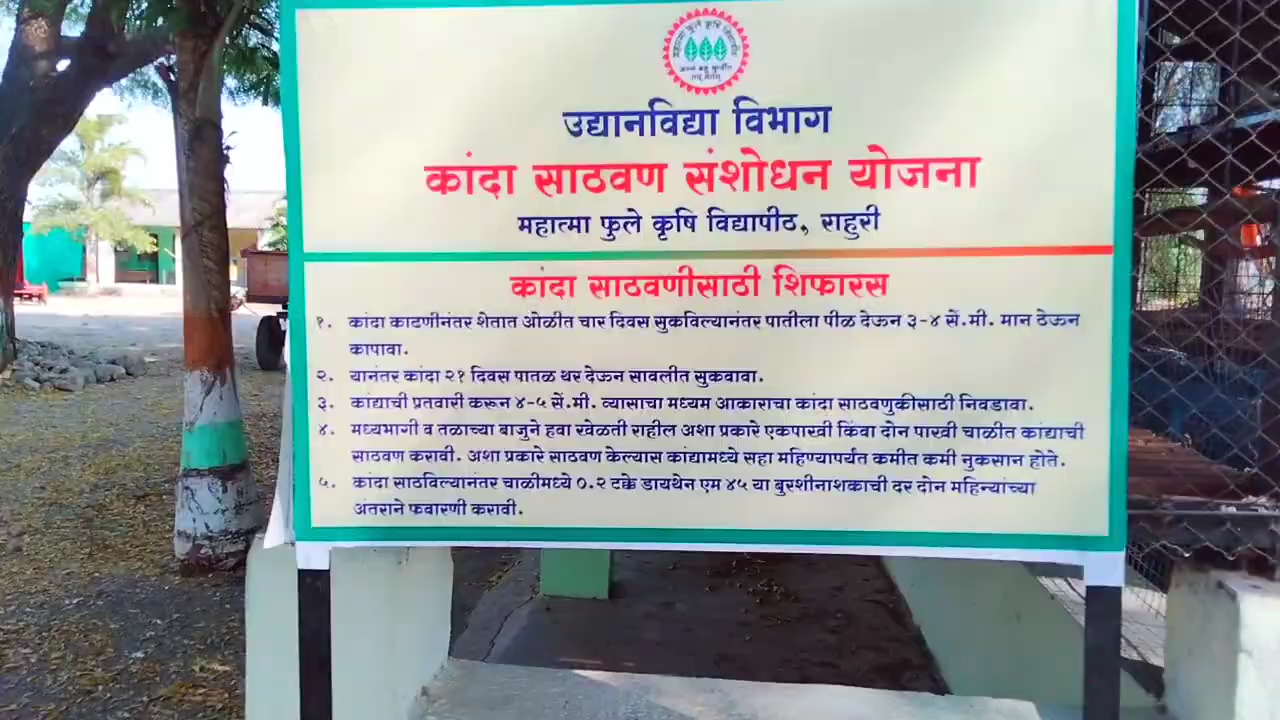 महात्मा फुले कृषि विद्यापीठ
उद्यानविद्या विभाग
कांदा साठवण संशोधन योजना
महात्मा फुले कृषि विद्यापीठ, राहुरी
कांदा साठवणीसाठी शिफारस
१. कांदा काढणीनंतर शेतात ओळीत चार दिवस सुकविल्यानंतर पातीला पीळ देऊन ३-४ सें.मी. मान ठेऊन
कापावा.
२. यानंतर कांदा २१ दिवस पातळ थर देऊन सावलीत सुकवावा.
३. कांद्याची प्रतवारी करून ४-५ सें.मी. व्यासाचा मध्यम आकाराचा कांदा साठवणुकीसाठी निवडावा.
४. मध्यभागी व तळाच्या बाजुने हवा खेळती राहील अशा प्रकारे एकपाखी किंवा दोन पाखी चाळीत कांद्याची
साठवण करावी. अशा प्रकारे साठवण केल्यास कांद्यामध्ये सहा महिण्यापर्यंत कमीत कमी नुकसान होते.
५. कांदा साठविल्यानंतर चाळीमध्ये ०.२ टक्के डायथेन एम ४५ या बुरशीनाशकाची दर दोन महिन्यांच्या
अंतराने फवारणी करावी.